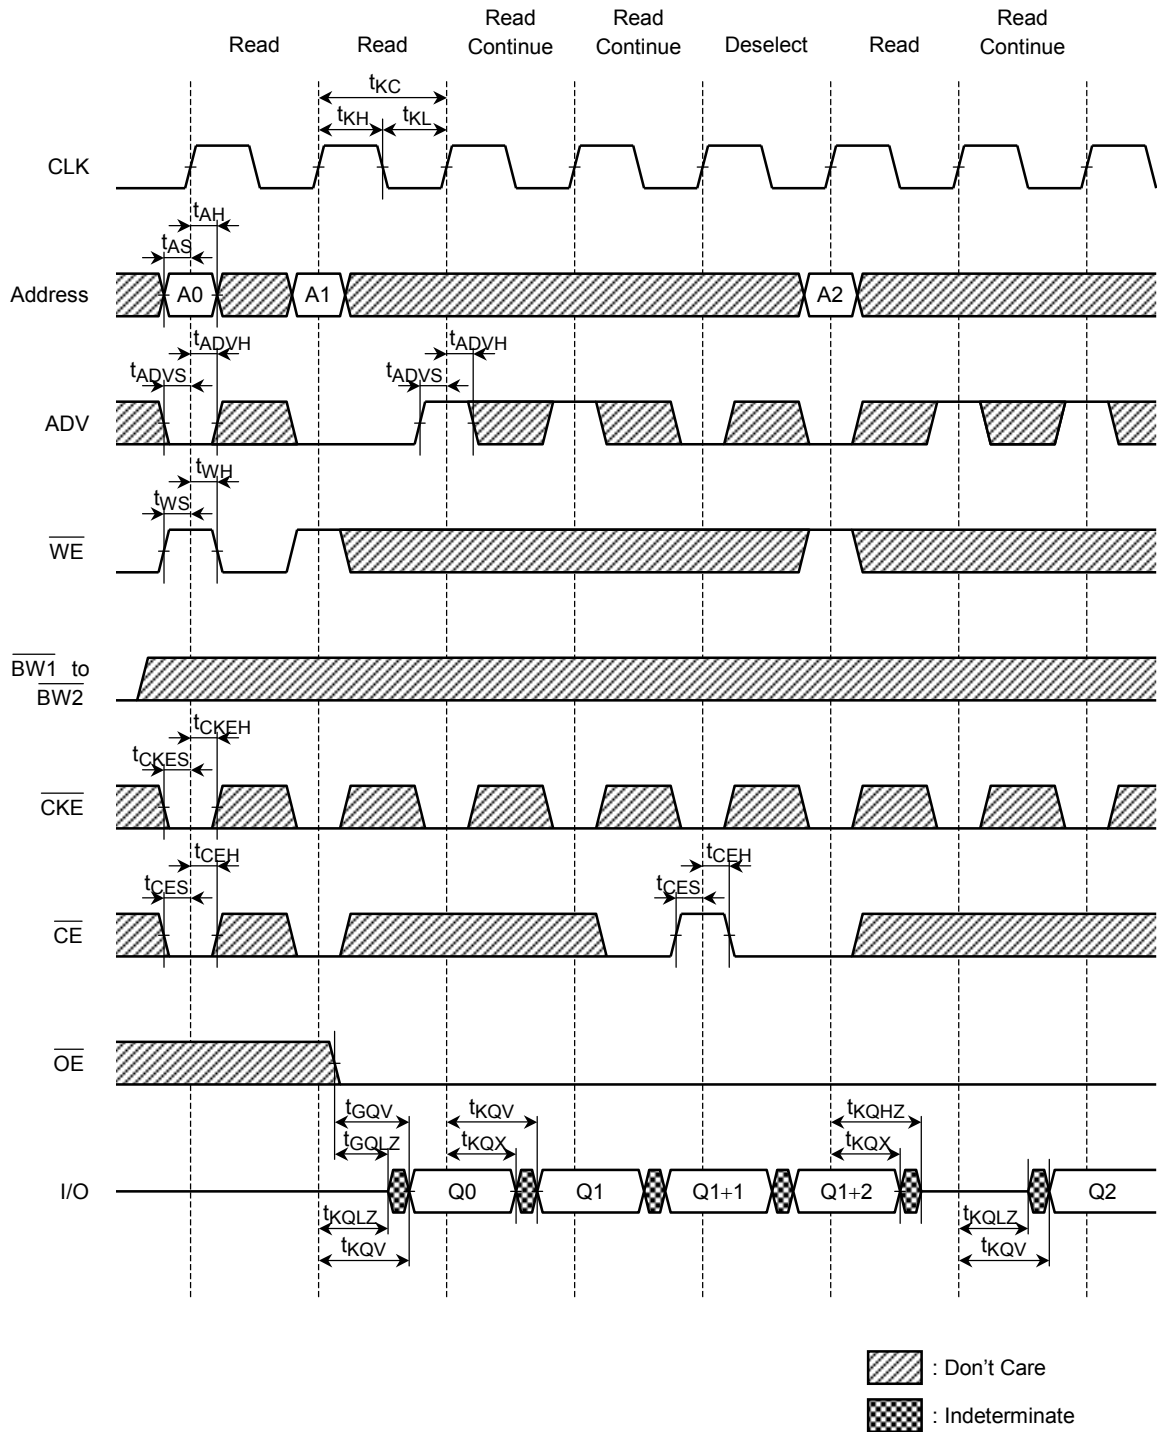 Read
Read
Read
Continue
Read
Continue
Deselect
Read
Read
Continue
tKC
tKH
tKL
CLK
tAH
tAS
Address
A0
A1
A2
tADVH
tADVS
tADVH
tADVS
ADV
tWH
tWS
WE
BW1 to
BW2
tCKEH
tCKES
CKE
tCEH
tCES
tCEH
tCES
CE
OE
tGQV
tGQLZ
tKQV
tKQX
tKQHZ
tKQX
I/O
Q0
Q1
Q1+1
Q1+2
Q2
tKQLZ
tKQV
tKQLZ
tKQV
: Don't Care
: Indeterminate